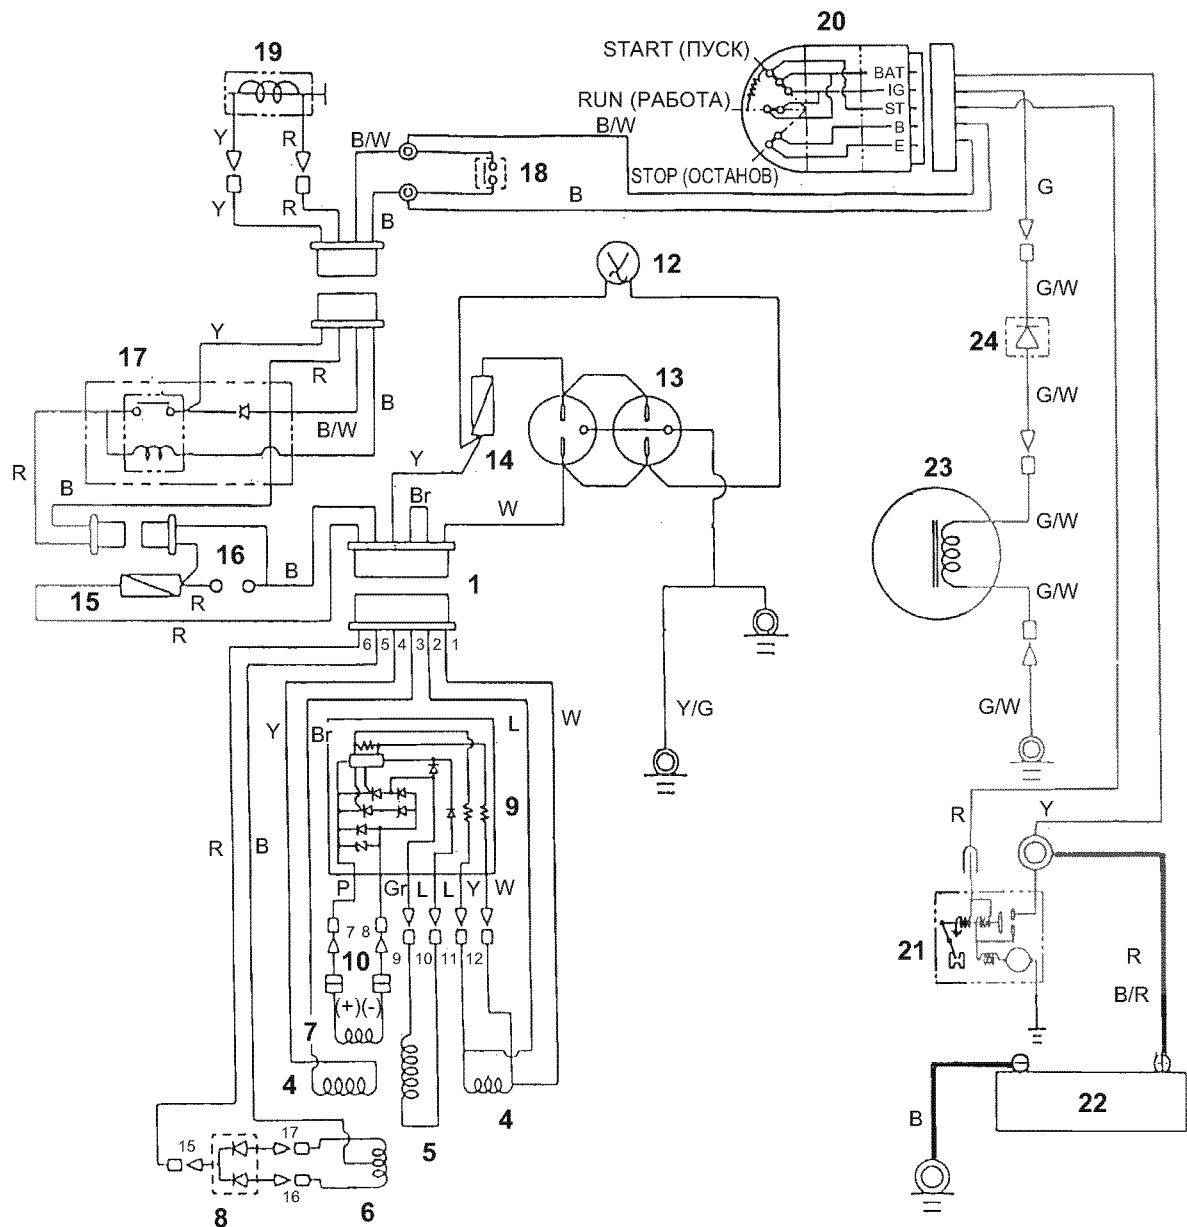 20
START (ПУСК)
19
BAT
IG
RUN (РАБОТА)
ST
B/W
B
E
Y
R
B/W
18
STOP (ОСТАНОВ)
G
Y
R
B
B
12
G/W
Y
17
24
R
13
B
G/W
B/W
14
R
Y
23
B
Br
W
G/W
16
B
1
15
R
G/W
R
6 5 4 3 2 1
Y
Br
L
W
Y/G
G/W
9
R
B
R
Y
P
Gr
L
L
Y
W
7
8
10
9
10
11
12
21
R
B/R
(+)
(-)
7
4
4
5
22
B
15
17
16
8
6